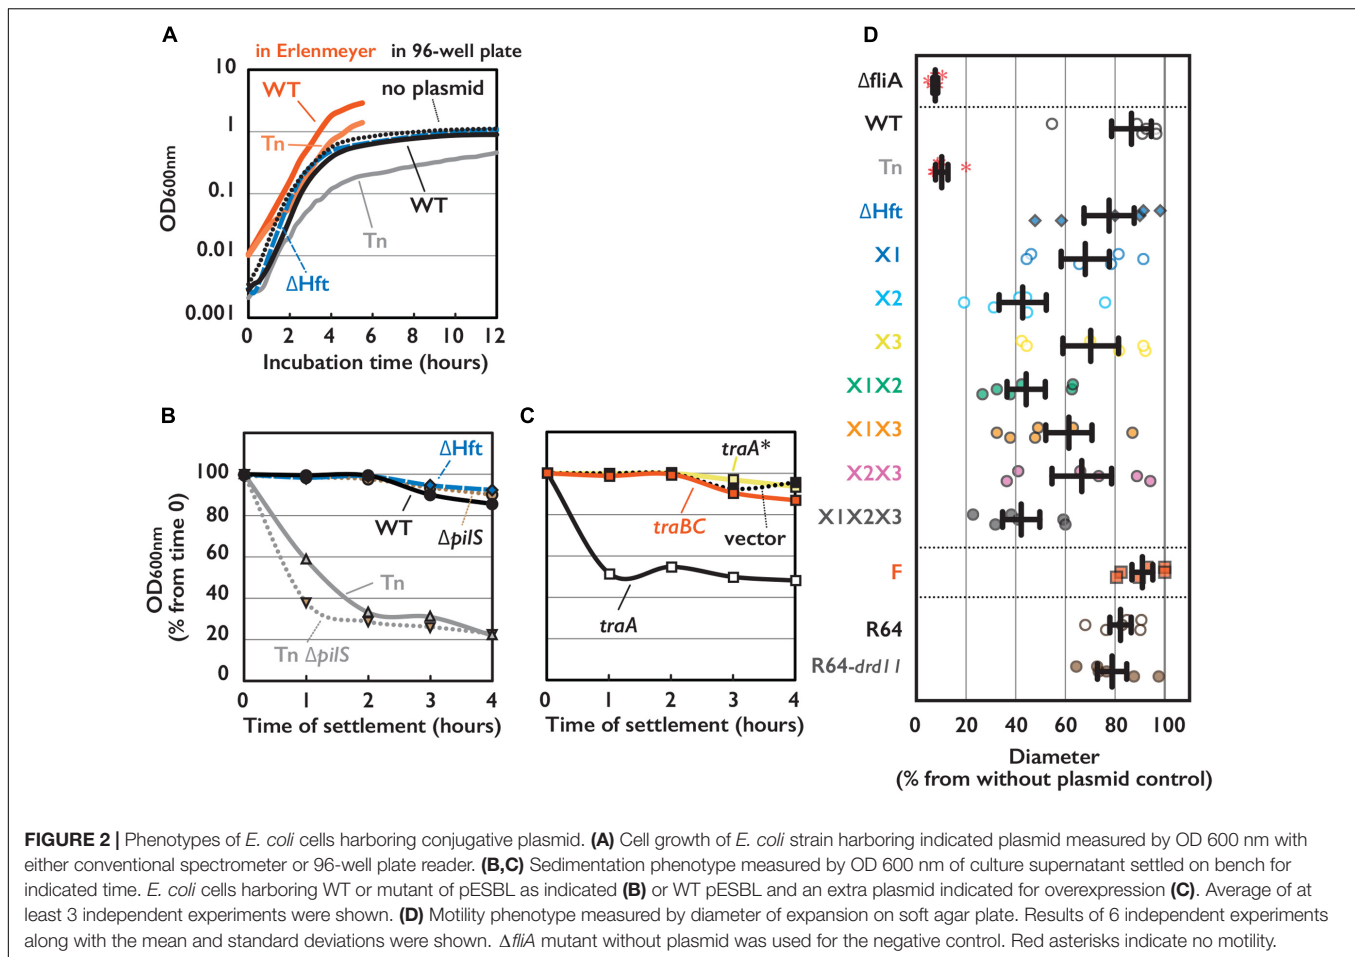 A
in Erlenmeyer in 96-well plate
10
1
0.1
0.01
0.001
OD600nm
WT
no plasmid
Tn
WT
Tn
ΔHft
0 2 4 6 8 10 12
Incubation time (hours)
B
100
80
60
40
20
0
OD600nm
(% from time 0)
ΔHft
WT
ΔpilS
Tn
Tn ΔpilS
0 1 2 3 4
Time of settlement (hours)
C
traA*
traBC
vector
traA
0 1 2 3 4
Time of settlement (hours)
D
ΔfliA
WT
Tn
ΔHft
X1
X2
X3
X1X2
X1X3
X2X3
X1X2X3
F
R64
R64-drd11
0 20 40 60 80 100
Diameter
(% from without plasmid control)
FIGURE 2 | Phenotypes of E. coli cells harboring conjugative plasmid. (A) Cell growth of E. coli strain harboring indicated plasmid measured by OD 600 nm with
either conventional spectrometer or 96-well plate reader. (B,C) Sedimentation phenotype measured by OD 600 nm of culture supernatant settled on bench for
indicated time. E. coli cells harboring WT or mutant of pESBL as indicated (B) or WT pESBL and an extra plasmid indicated for overexpression (C). Average of at
least 3 independent experiments were shown. (D) Motility phenotype measured by diameter of expansion on soft agar plate. Results of 6 independent experiments
along with the mean and standard deviations were shown. ΔfliA mutant without plasmid was used for the negative control. Red asterisks indicate no motility.